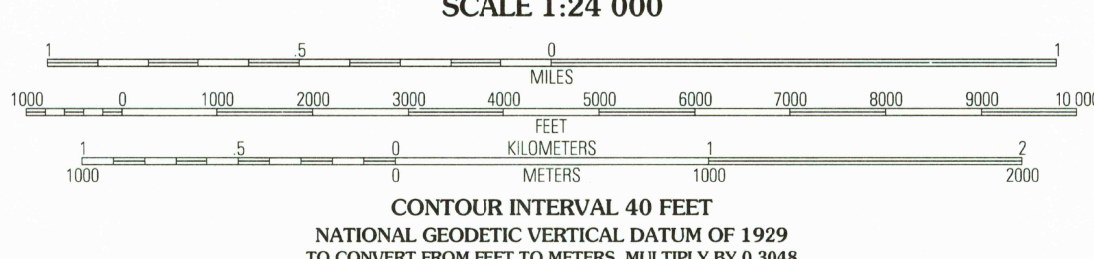 SCALE 1:24 000
1 .5 0 1
MILES
1000 0 1000 2000 3000 4000 5000 6000 7000 8000 9000 10 000
FEET
1 .5 0 KILOMETERS 1 2
1000 0 METERS 1000 2000
CONTOUR INTERVAL 40 FEET
NATIONAL GEODETIC VERTICAL DATUM OF 1929
TO CONVERT FROM FEET TO METERS, MULTIPLY BY 0.3048